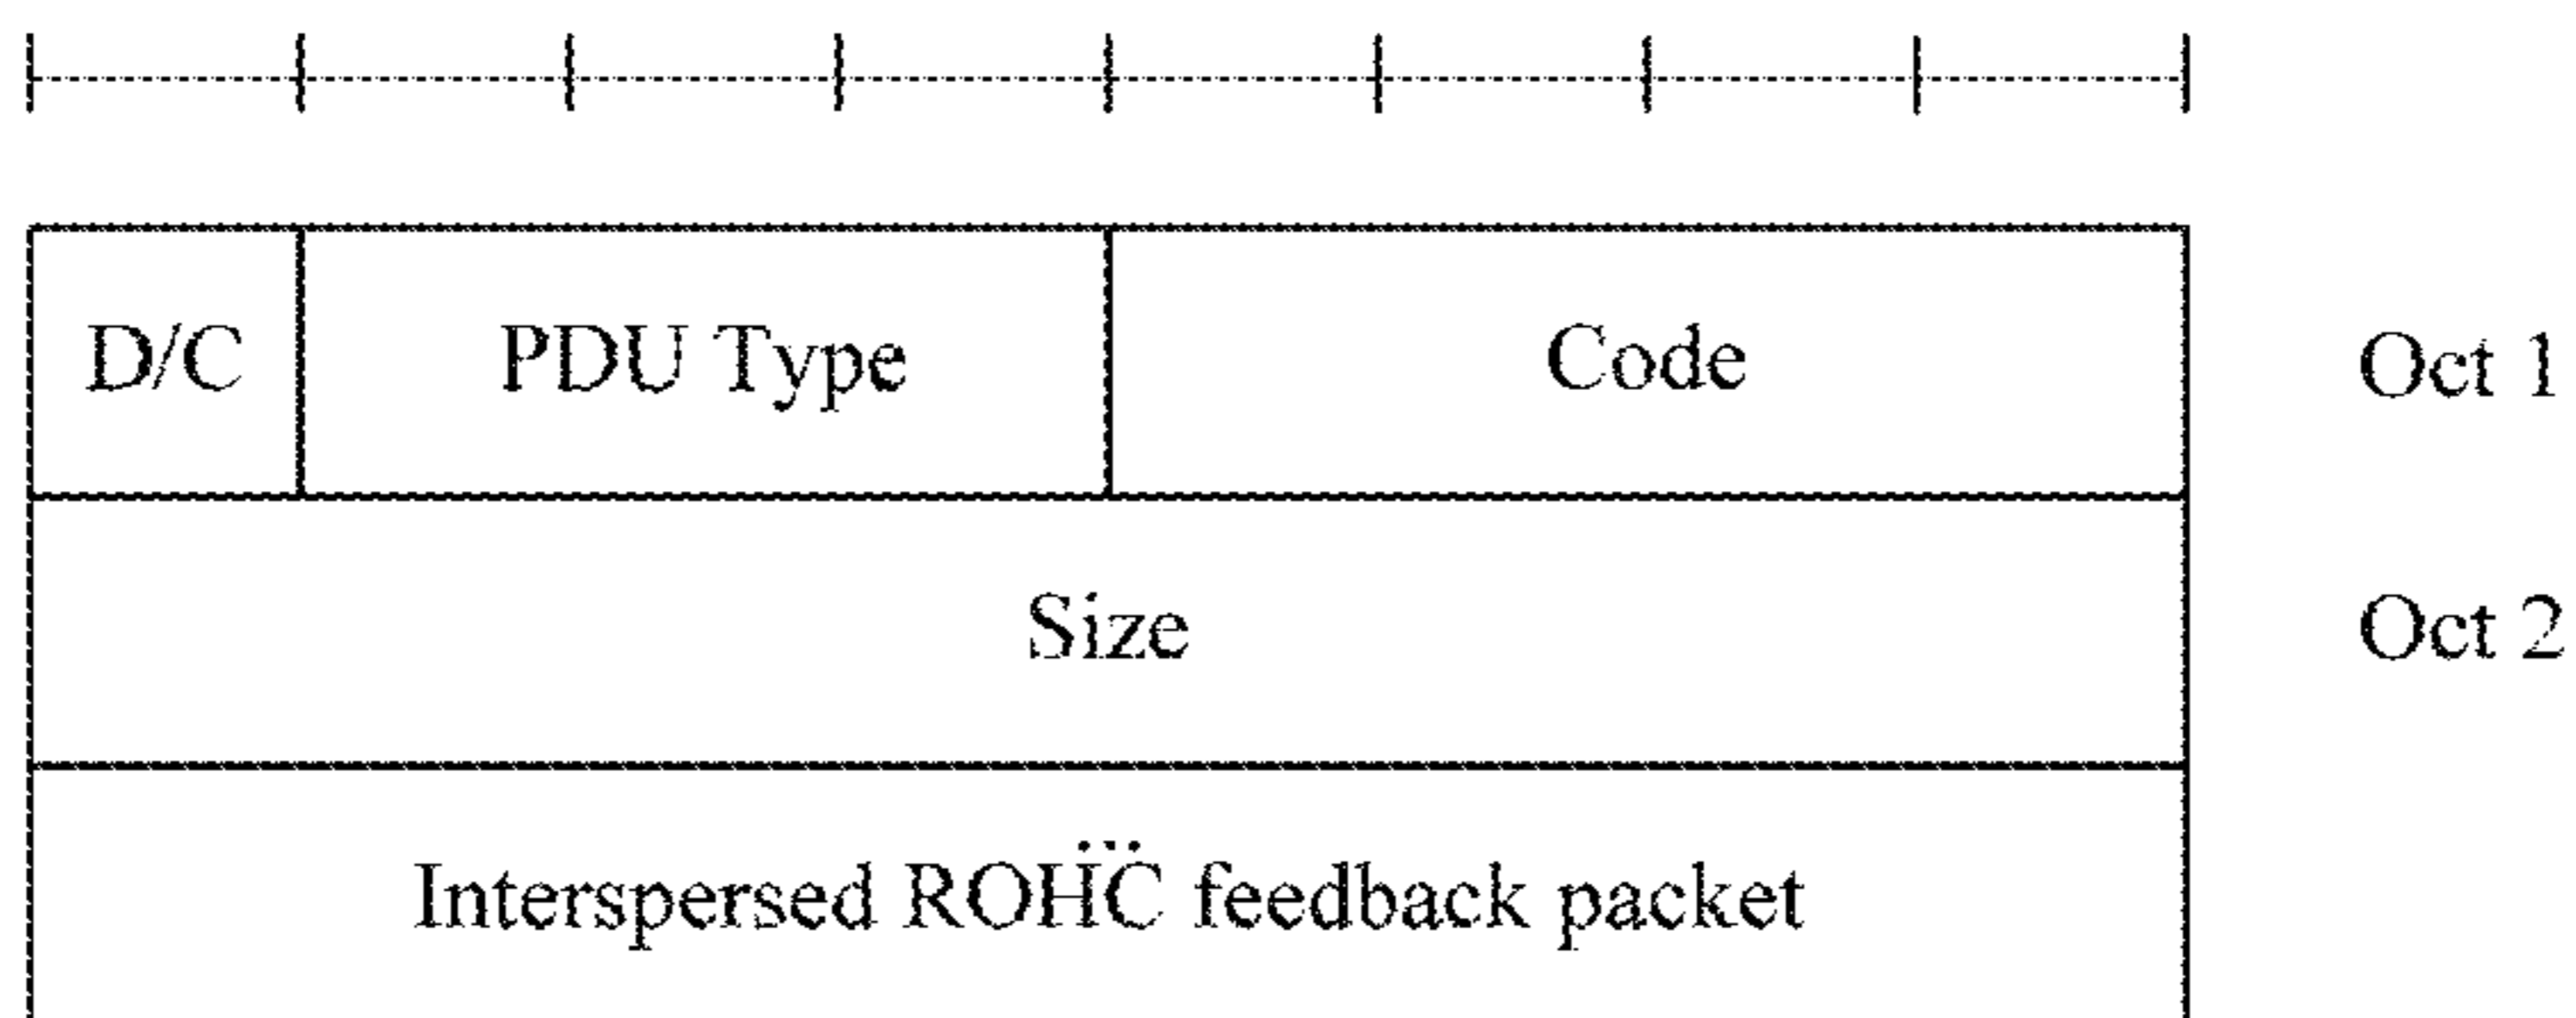 D/C PDU Type Code Oct 1
Size Oct 2
...
Interspersed ROHC feedback packet